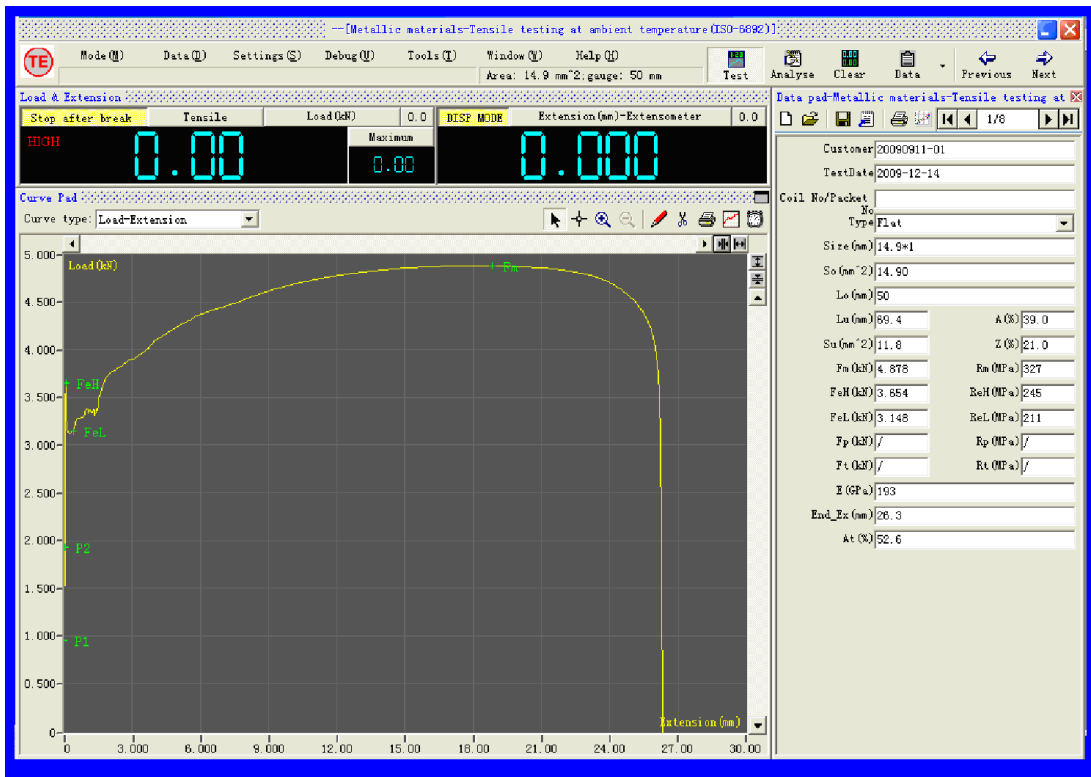 --[Metallic materials-Tensile testing at ambient temperature(ISO-6892)]
TE
Mode(M) Data(D) Settings(S) Debug(U) Tools(T) Window(W) Help(H)
Area: 14.9 mm^2;gauge: 50 mm
Test Analyse Clear Data Previous Next
Load & Extension
Stop after break Tensile Load(kN) 0.0 DISP MODE Extension(mm)-Extensometer 0.0
HIGH 0.00 Maximum 0.00 0.000
Curve Pad
Curve type: Load-Extension
Load(kN)
5.000
4.500
4.000
3.500
3.000
2.500
2.000
1.500
1.000
0.500
0
Fm
FeH
FeL
P2
P1
Extension(mm)
0 3.000 6.000 9.000 12.00 15.00 18.00 21.00 24.00 27.00 30.00
Data pad-Metallic materials-Tensile testing at
1/8
Customer 20090911-01
TestDate 2009-12-14
Coil No/Packet No
Type Flat
Size(mm) 14.9*1
So(mm^2) 14.90
Lo(mm) 50
Lu(mm) 69.4 A(%) 39.0
Su(mm^2) 11.8 Z(%) 21.0
Fm(kN) 4.878 Rm(MPa) 327
FeH(kN) 3.654 ReH(MPa) 245
FeL(kN) 3.148 ReL(MPa) 211
Fp(kN) / Rp(MPa) /
Ft(kN) / Rt(MPa) /
E(GPa) 193
End_Ex(mm) 26.3
At(%) 52.6